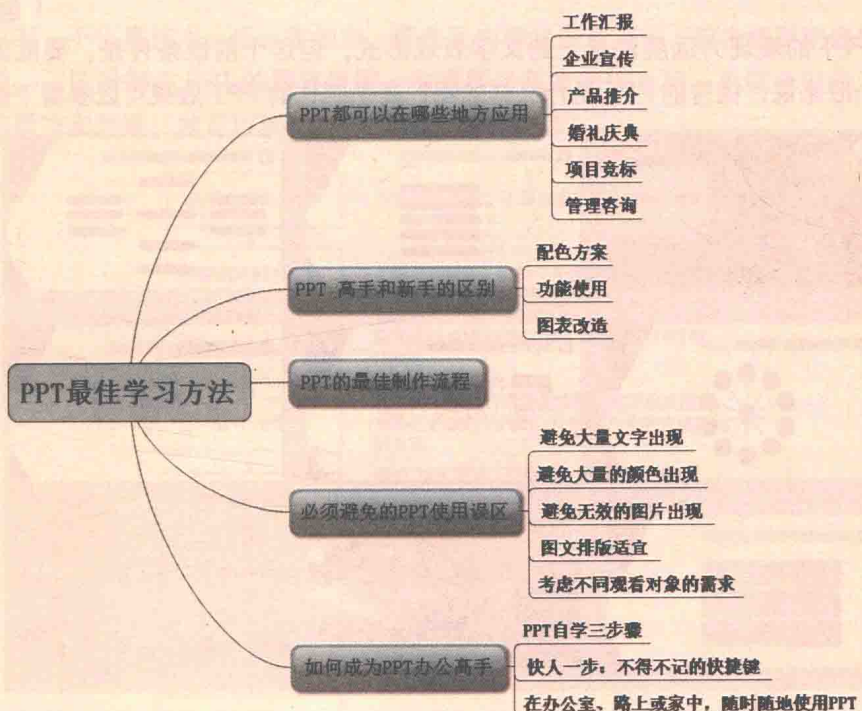 PPT最佳学习方法
PPT都可以在哪些地方应用
工作汇报
企业宣传
产品推介
婚礼庆典
项目竞标
管理咨询
PPT 高手和新手的区别
配色方案
功能使用
图表改造
PPT的最佳制作流程
必须避免的PPT使用误区
避免大量文字出现
避免大量的颜色出现
避免无效的图片出现
图文排版适宜
考虑不同观看对象的需求
如何成为PPT办公高手
PPT自学三步骤
快人一步：不得不记的快捷键
在办公室、路上或家中，随时随地使用PPT